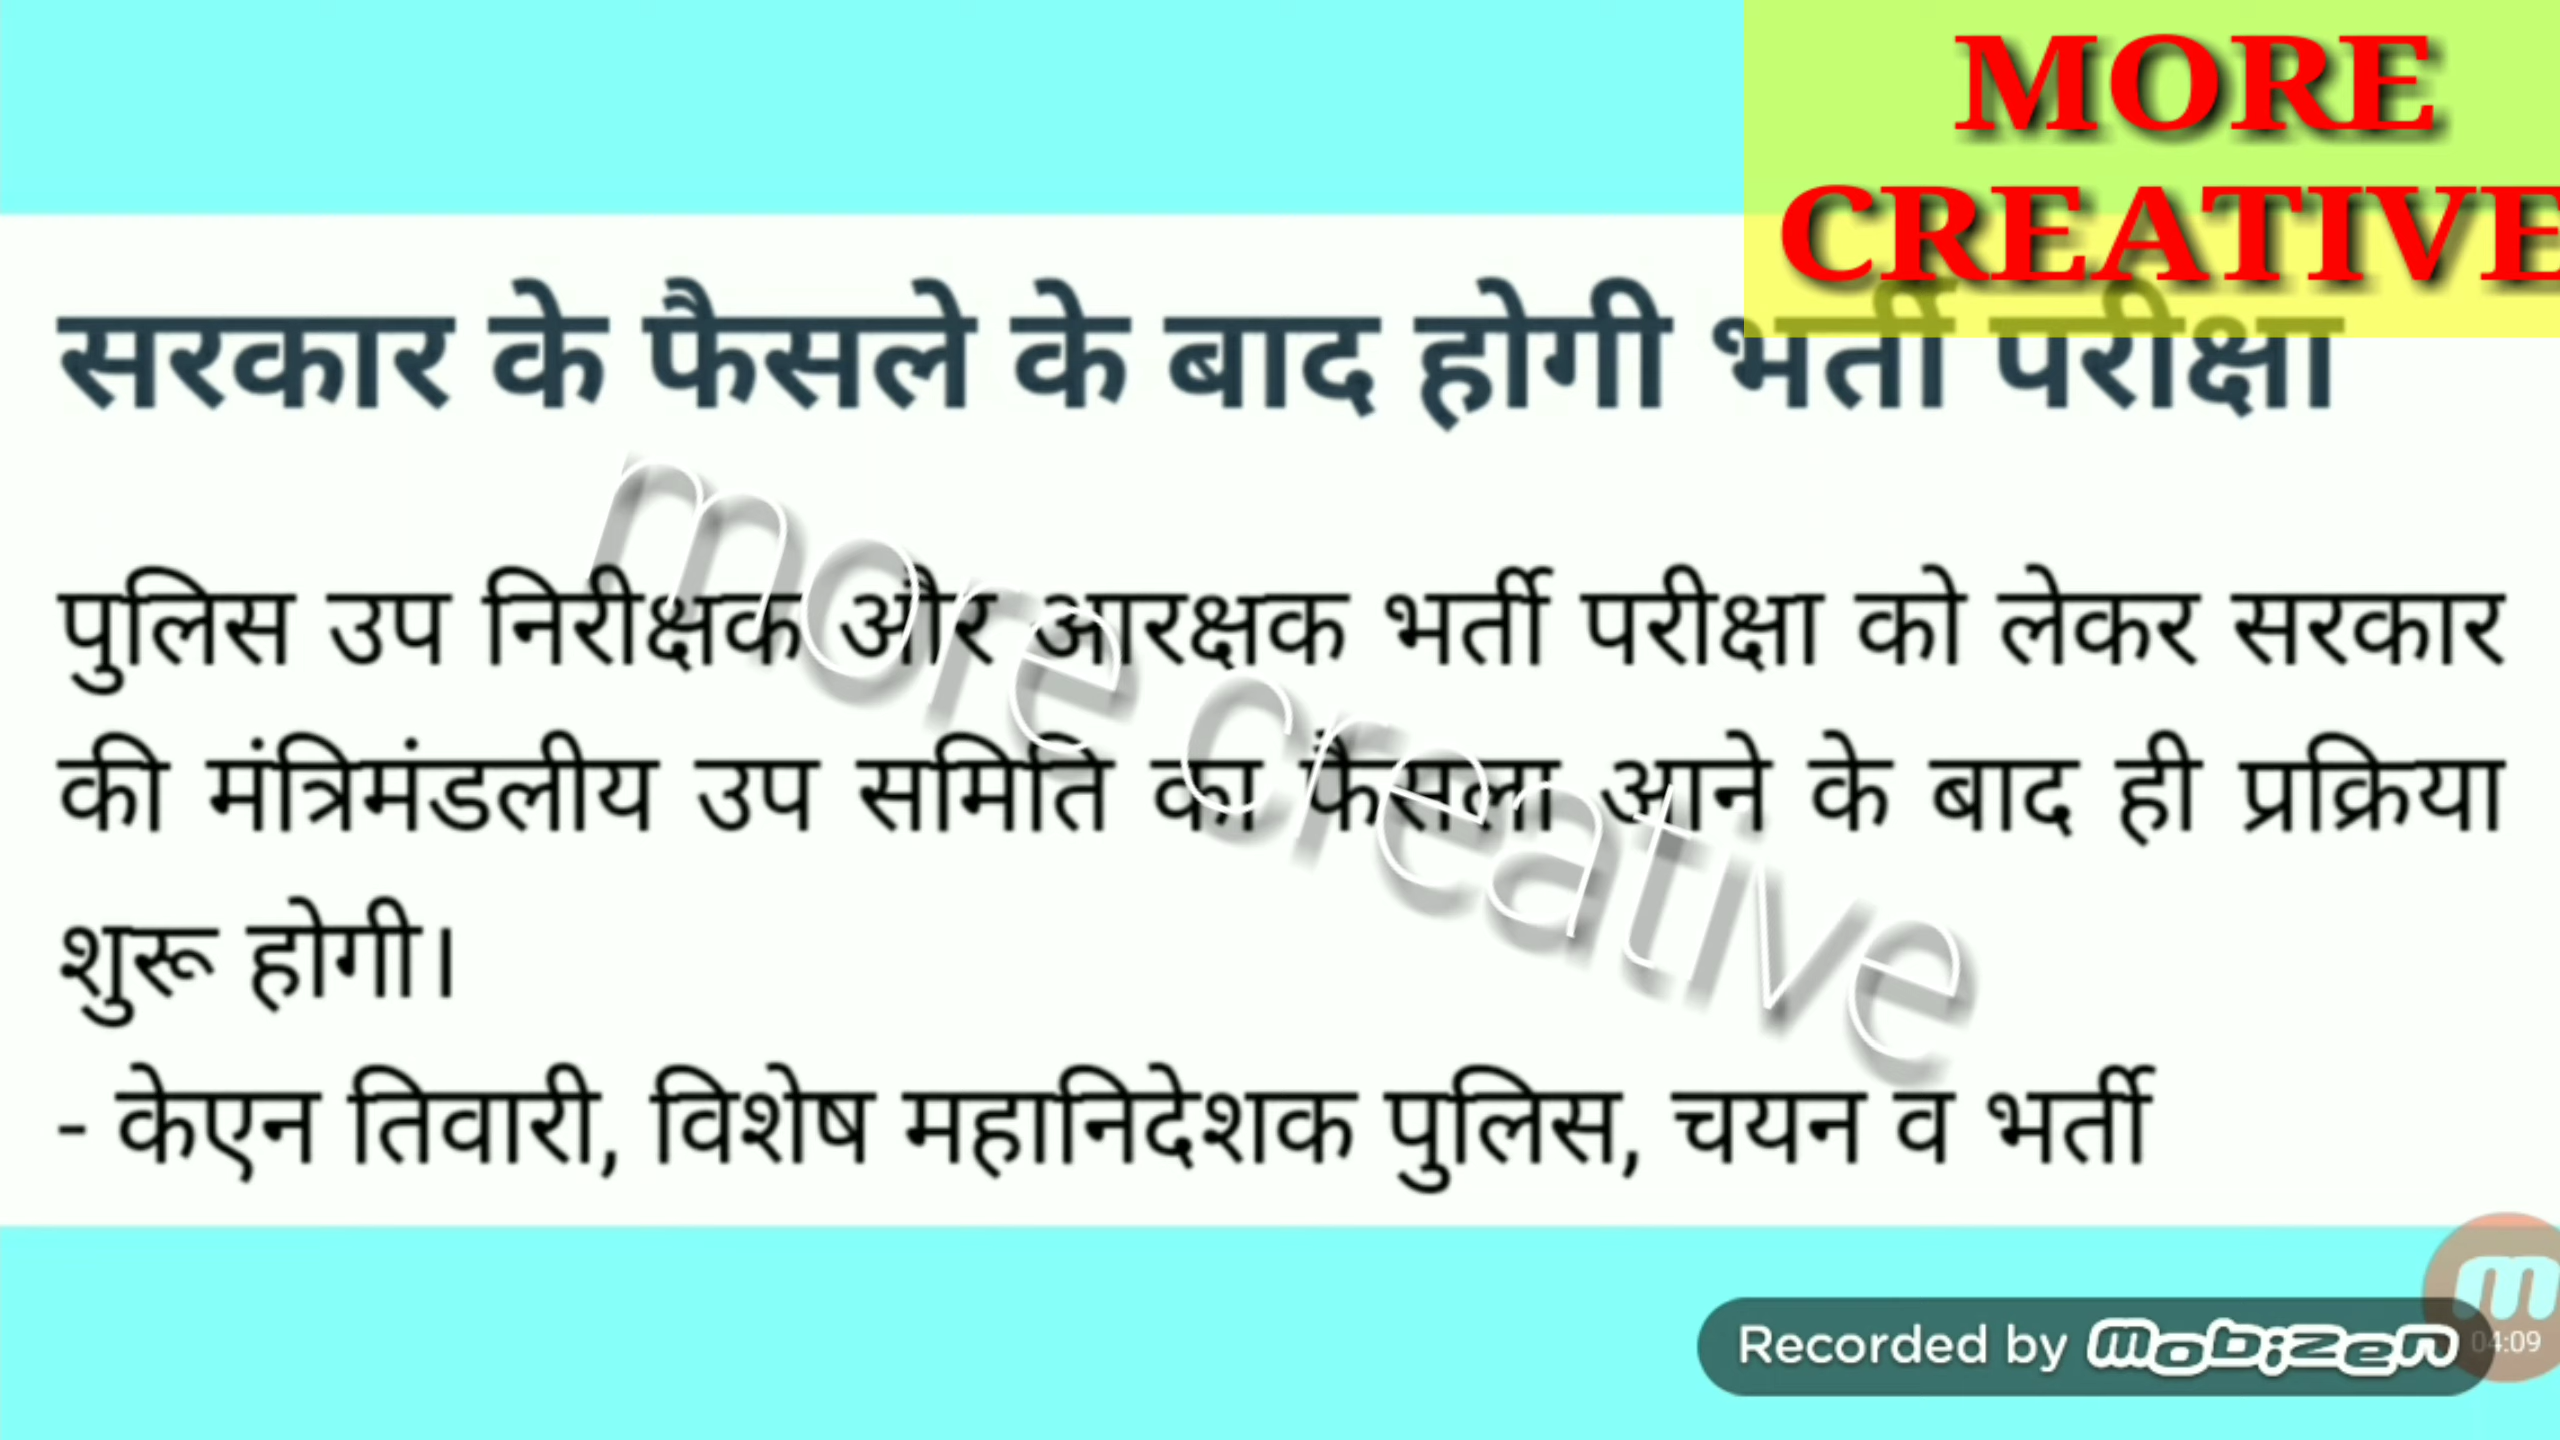 MORE
CREATIVE
सरकार के फैसले के बाद होगी भर्ती परीक्षा
पुलिस उप निरीक्षक और आरक्षक भर्ती परीक्षा को लेकर सरकार
की मंत्रिमंडलीय उप समिति का फैसला आने के बाद ही प्रक्रिया
शुरू होगी।
- केएन तिवारी, विशेष महानिदेशक पुलिस, चयन व भर्ती
more creative
Recorded by mobizen
04:09